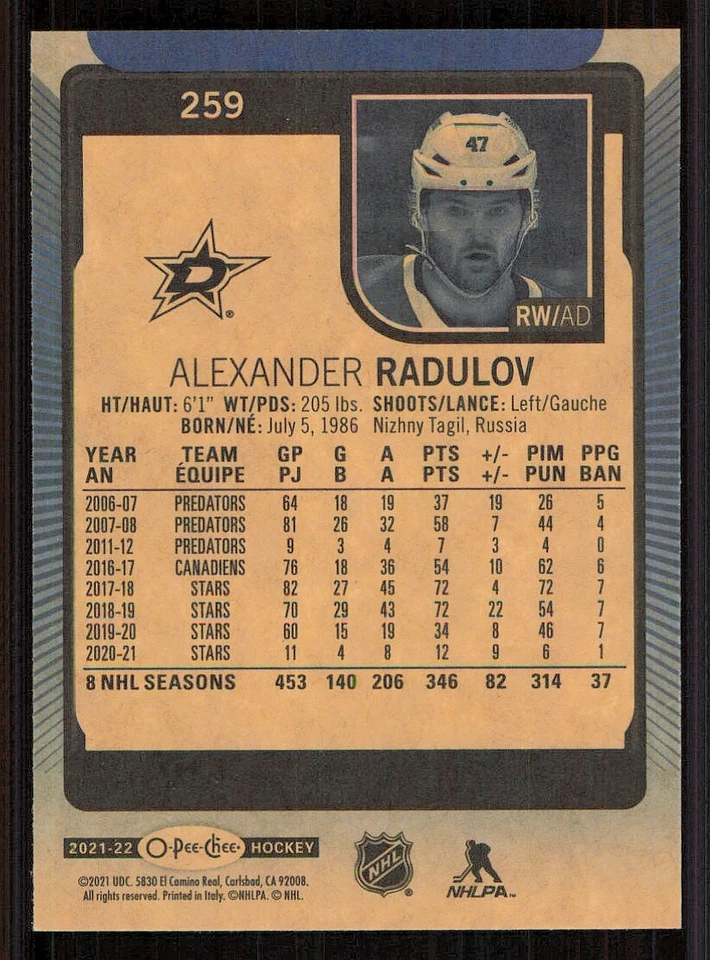 259
47
D
®
RW/AD
ALEXANDER RADULOV
HT/HAUT: 6'1" WT/PDS: 205 lbs. SHOOTS/LANCE: Left/Gauche
BORN/NÉ: July 5, 1986 Nizhny Tagil, Russia
YEAR TEAM GP G A PTS +/- PIM PPG
AN ÉQUIPE PJ B A PTS +/- PUN BAN
2006-07 PREDATORS 64 18 19 37 19 26 5
2007-08 PREDATORS 81 26 32 58 7 44 4
2011-12 PREDATORS 9 3 4 7 3 4 0
2016-17 CANADIENS 76 18 36 54 10 62 6
2017-18 STARS 82 27 45 72 4 72 7
2018-19 STARS 70 29 43 72 22 54 7
2019-20 STARS 60 15 19 34 8 46 7
2020-21 STARS 11 4 8 12 9 6 1
8 NHL SEASONS 453 140 206 346 82 314 37
2021-22 O-Pee-Chee® HOCKEY
NHL®
NHLPA™
©2021 UDC. 5830 El Camino Real, Carlsbad, CA 92008.
All rights reserved. Printed in Italy. ©NHLPA. © NHL.